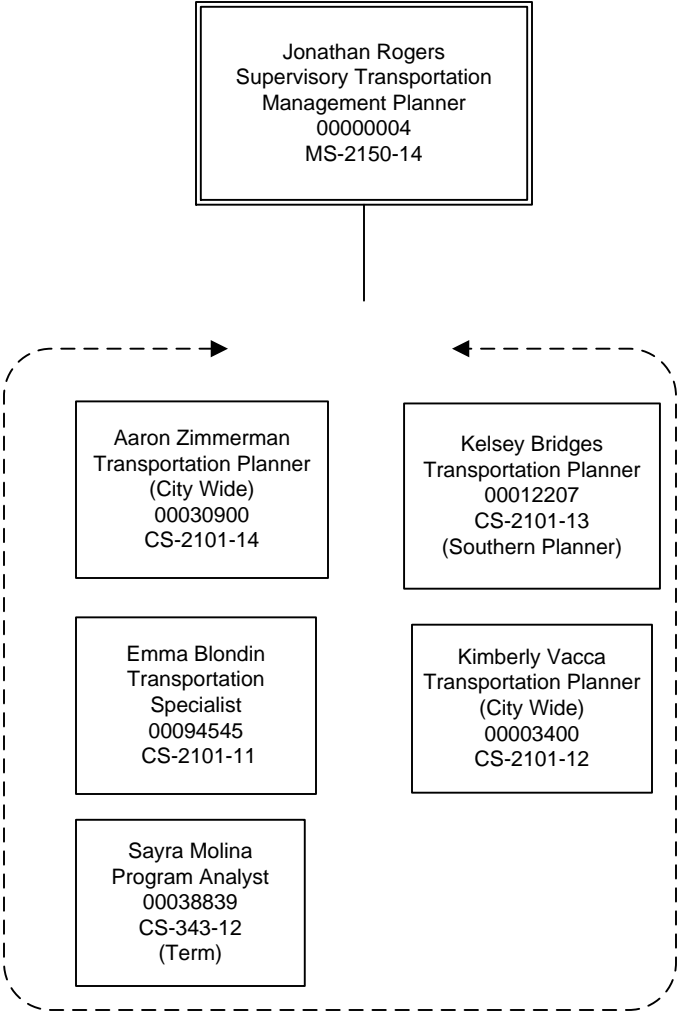 Jonathan Rogers
Supervisory Transportation
Management Planner
00000004
MS-2150-14
Aaron Zimmerman
Transportation Planner
(City Wide)
00030900
CS-2101-14
Kelsey Bridges
Transportation Planner
00012207
CS-2101-13
(Southern Planner)
Emma Blondin
Transportation
Specialist
00094545
CS-2101-11
Kimberly Vacca
Transportation Planner
(City Wide)
00003400
CS-2101-12
Sayra Molina
Program Analyst
00038839
CS-343-12
(Term)